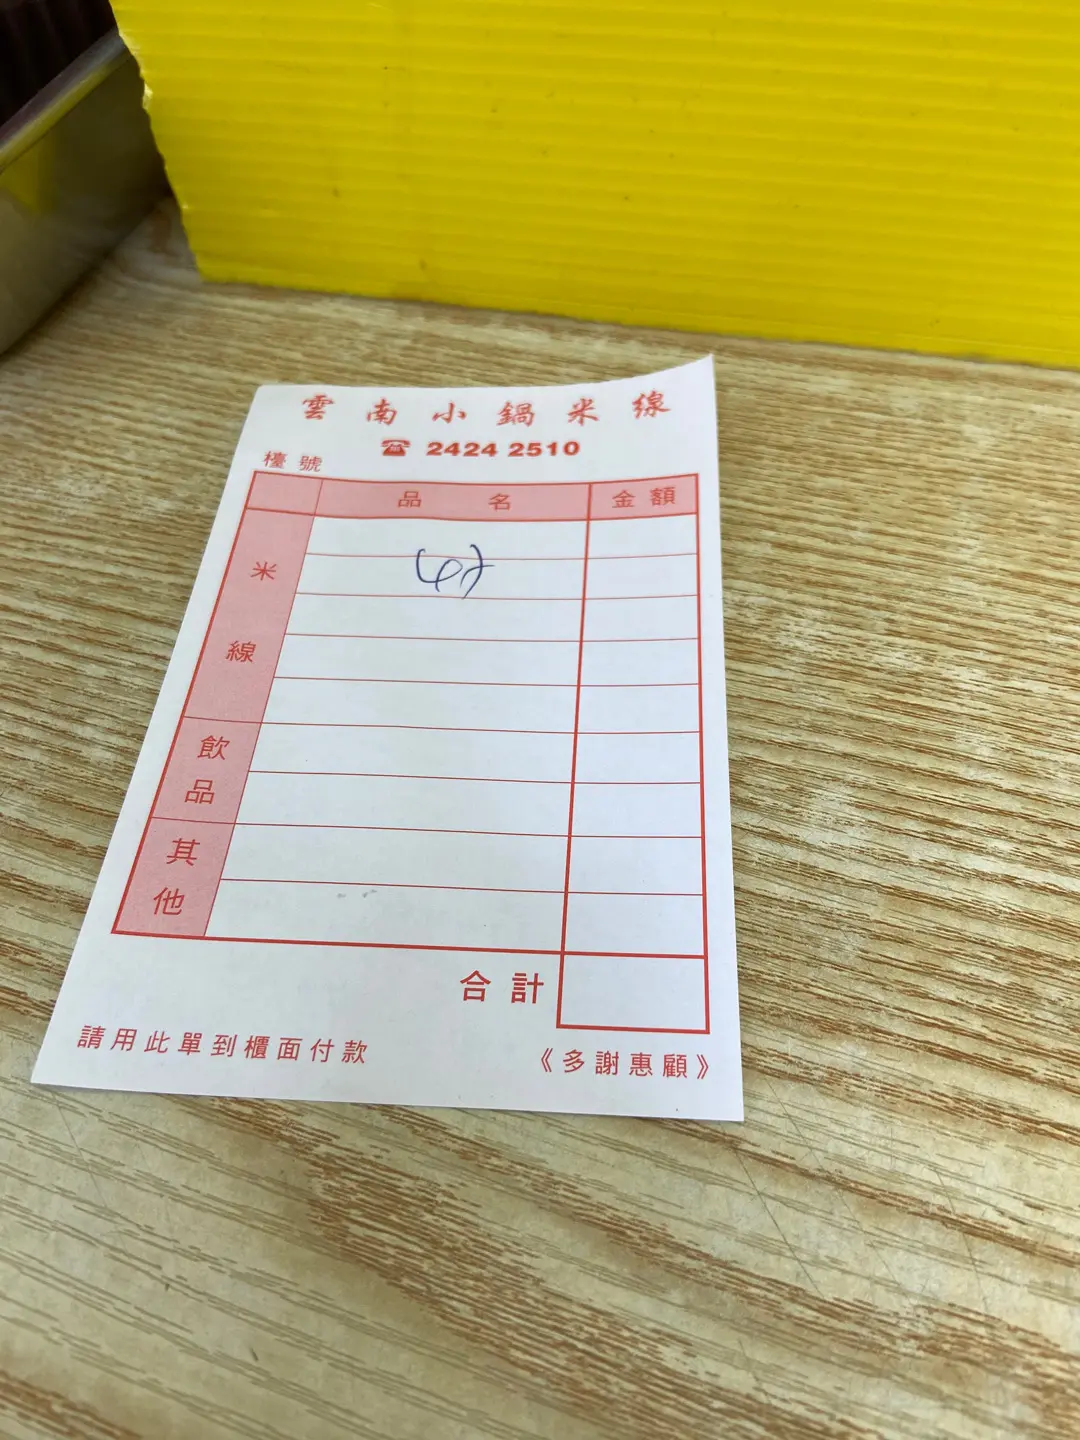 雲南小鍋米線
☎ 2424 2510
檯號
品名 金額
米線
飲品
其他
合計
請用此單到櫃面付款
《多謝惠顧》